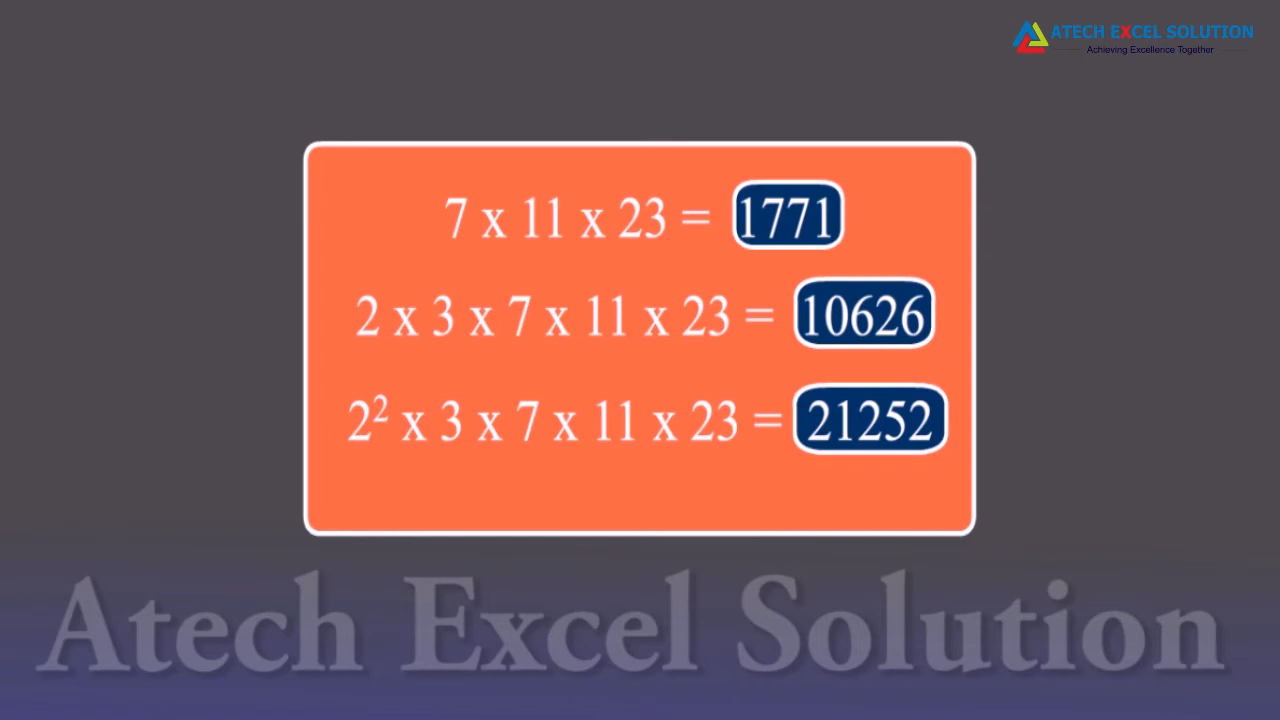 ATECH EXCEL SOLUTION
Achieving Excellence Together
7 x 11 x 23 = 1771
2 x 3 x 7 x 11 x 23 = 10626
2² x 3 x 7 x 11 x 23 = 21252
Atech Excel Solution